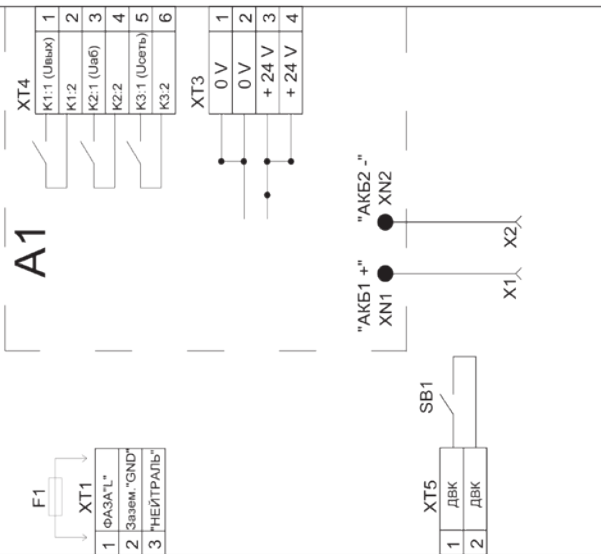 XT4
K1:1 (Uвых) 1
K1:2 2
K2:1 (Uаб) 3
K2:2 4
K3:1 (Uсеть) 5
K3:2 6
XT3
0 V 1
0 V 2
+ 24 V 3
+ 24 V 4
A1
"АКБ2 -"
XN2
X2
"АКБ1 +"
XN1
X1
F1
XT1
1 ФАЗА"L"
2 Зазем."GND"
3 "НЕЙТРАЛЬ"
SB1
XT5
1 ДВК
2 ДВК